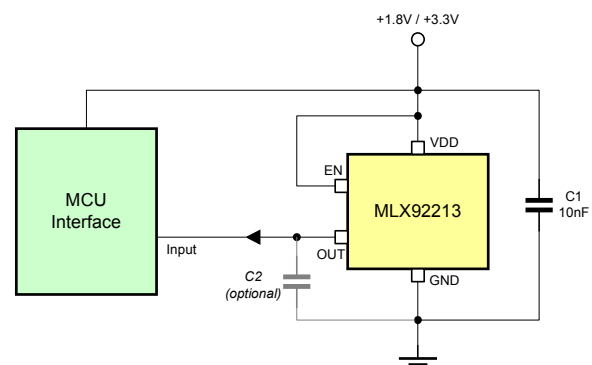 +1.8V / +3.3V
VDD
EN
MCU
Interface
MLX92213
C1
10nF
Input
OUT
C2
(optional)
GND